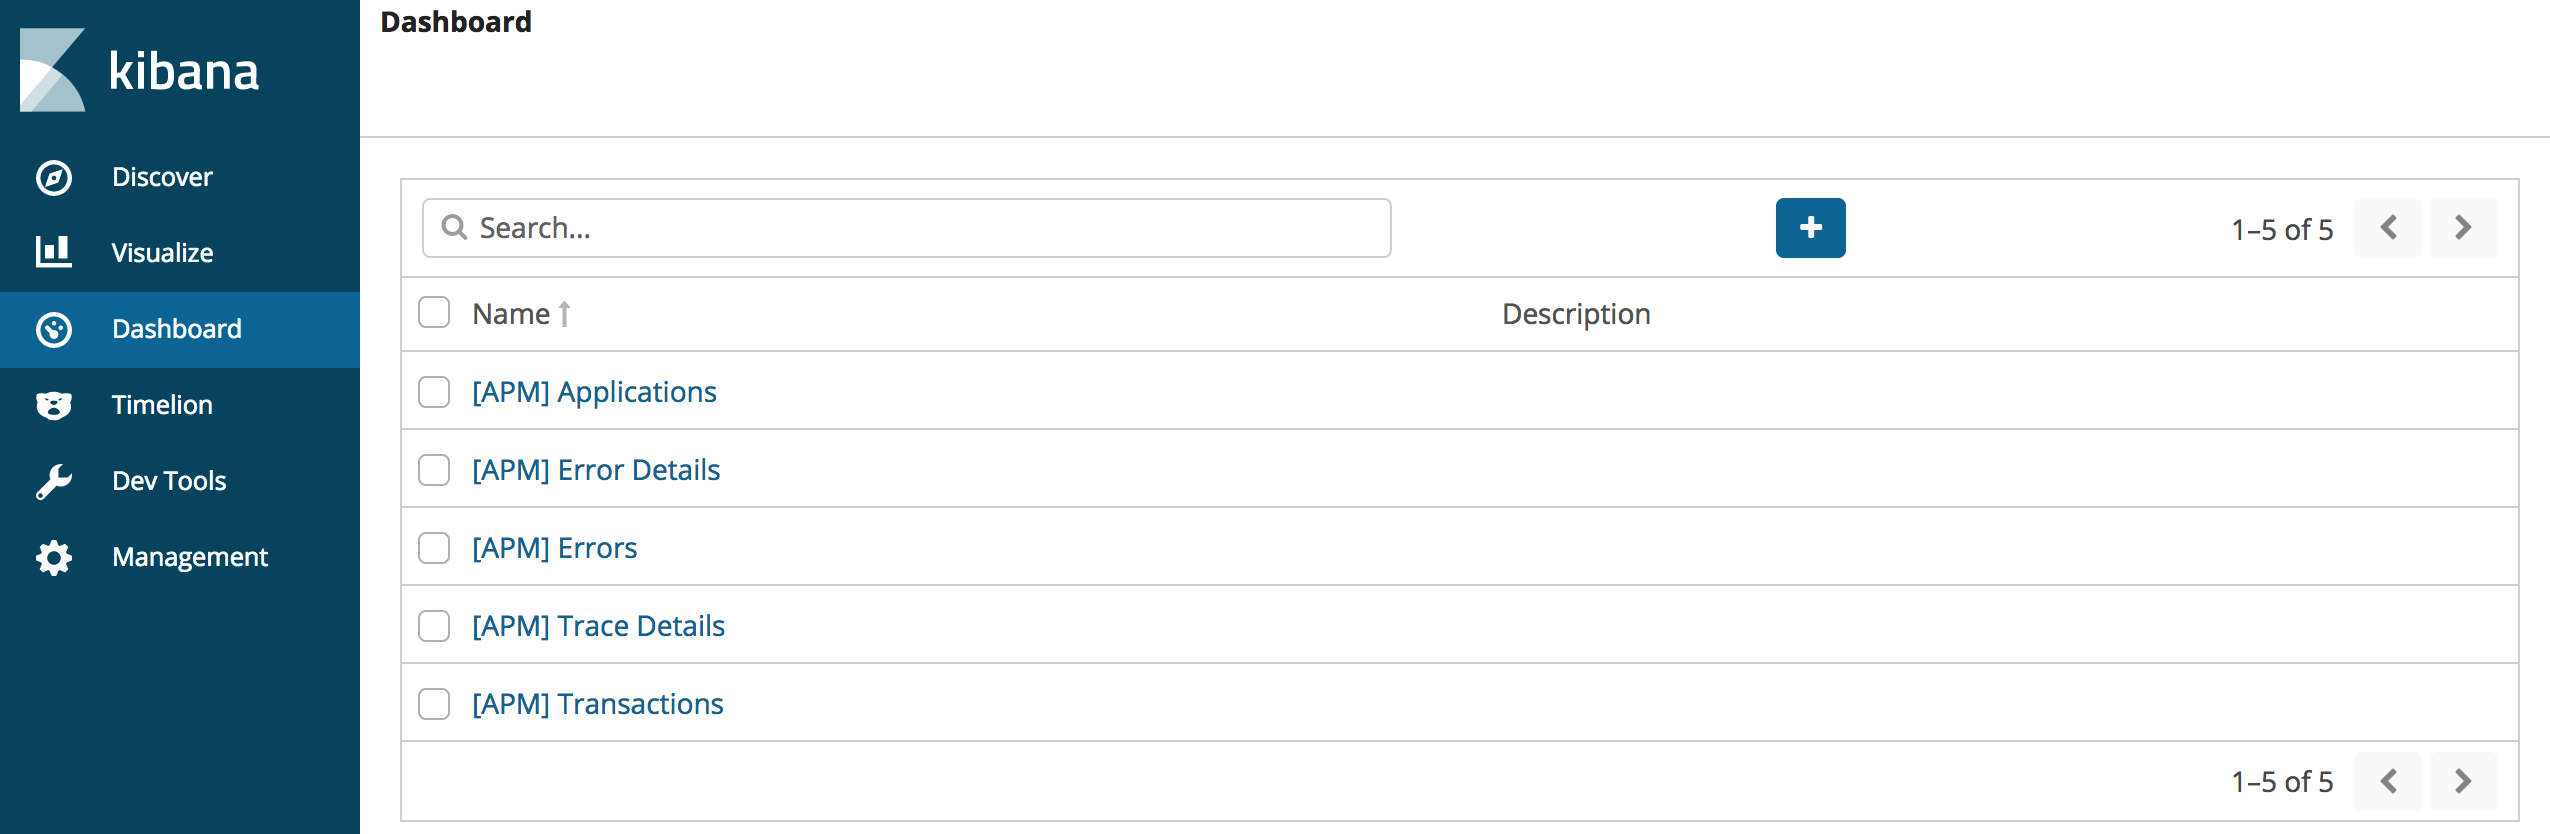 kibana
Discover
Visualize
Dashboard
Timelion
Dev Tools
Management
Dashboard
Search...
1–5 of 5
Name Description
[APM] Applications
[APM] Error Details
[APM] Errors
[APM] Trace Details
[APM] Transactions
1–5 of 5